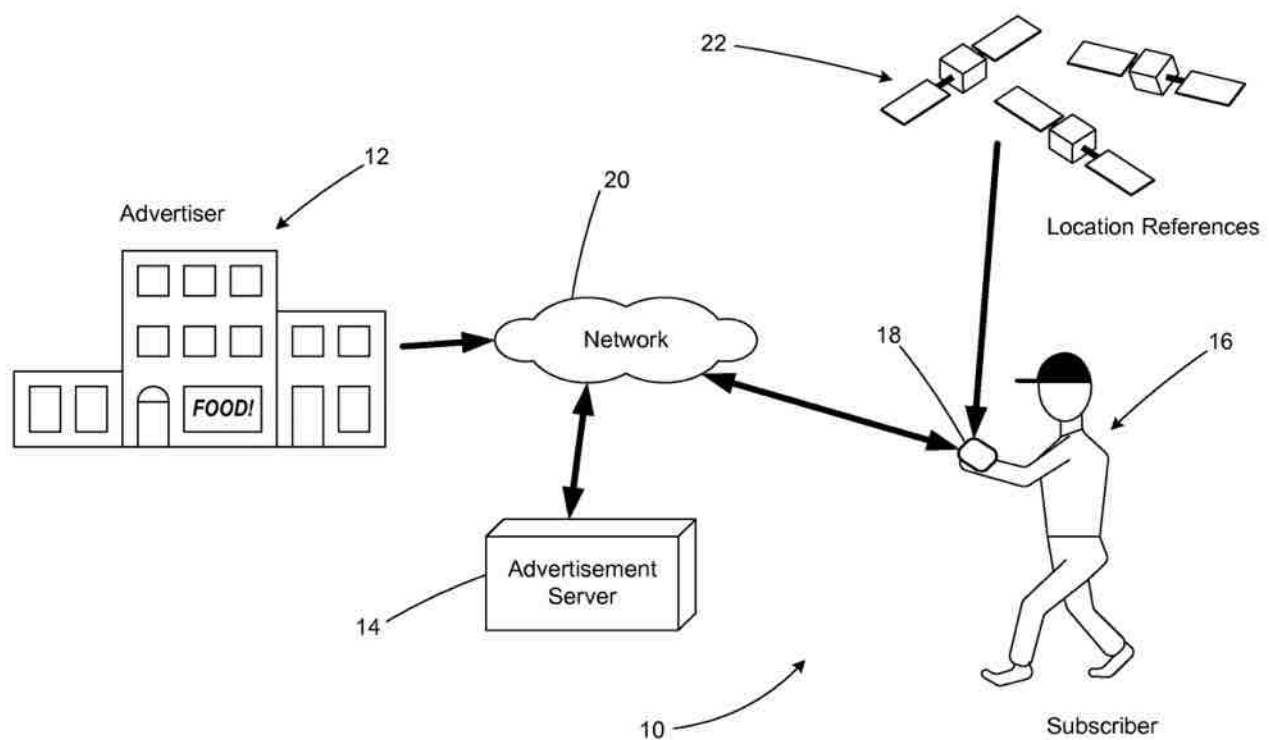 22
12
20
Advertiser
Location References
18
16
Network
FOOD!
Advertisement
Server
14
10
Subscriber